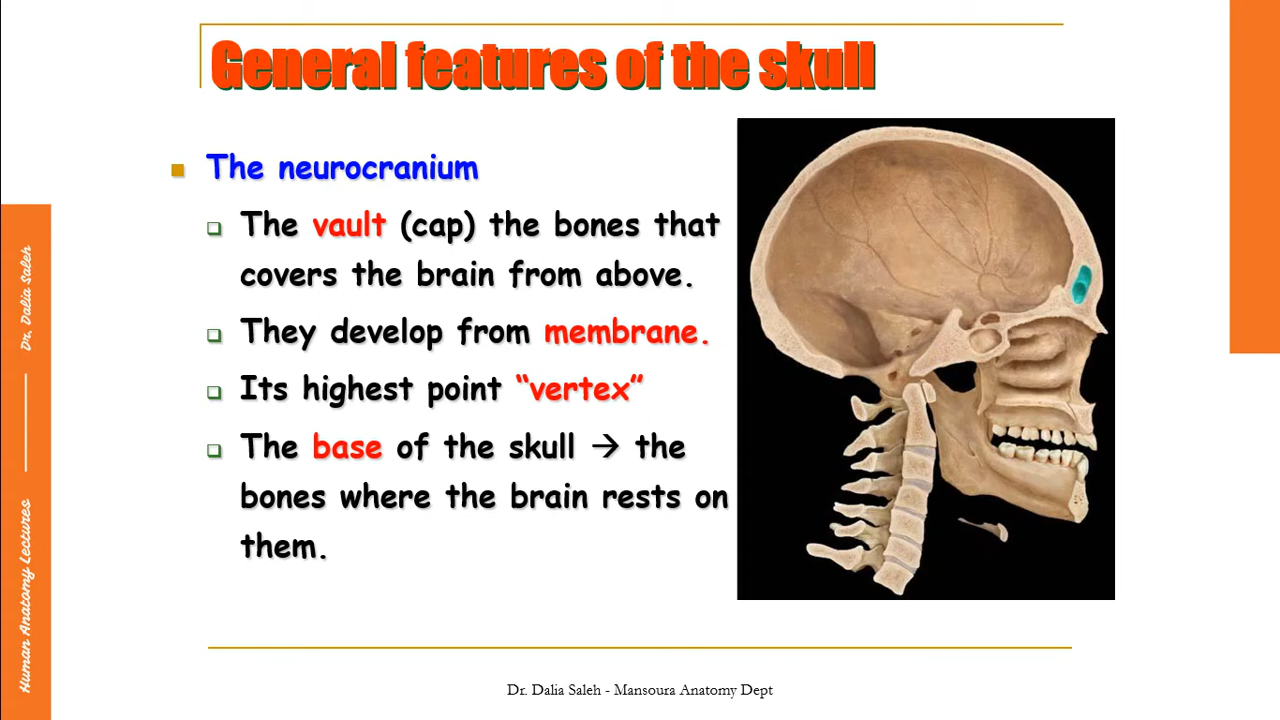 General features of the skull
The neurocranium
The vault (cap) the bones that
covers the brain from above.
They develop from membrane.
Its highest point “vertex”
The base of the skull → the
bones where the brain rests on
them.
Human Anatomy Lectures
Dr. Dalia Saleh
Dr. Dalia Saleh - Mansoura Anatomy Dept